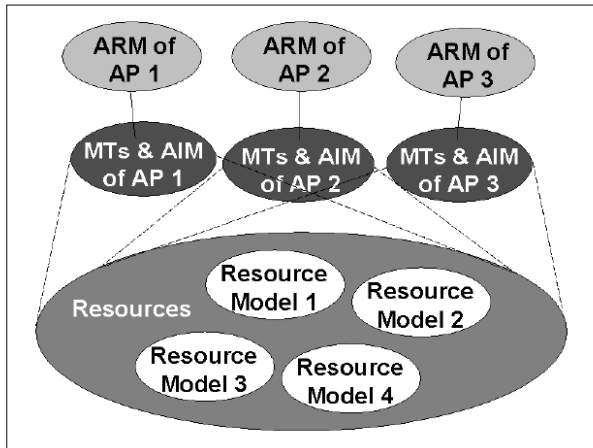 ARM of
AP 1
ARM of
AP 2
ARM of
AP 3
MTs & AIM
of AP 1
MTs & AIM
of AP 2
MTs & AIM
of AP 3
Resources
Resource
Model 1
Resource
Model 2
Resource
Model 3
Resource
Model 4